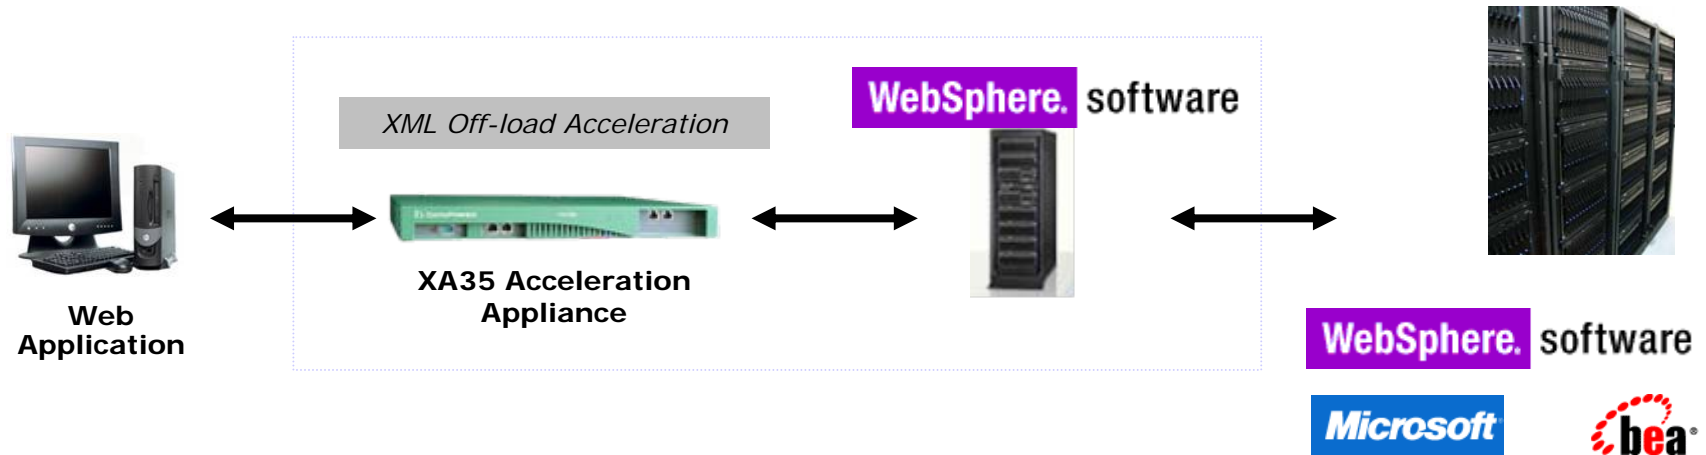 XML Off-load Acceleration
WebSphere. software
XA35 Acceleration
Appliance
Web
Application
WebSphere. software
Microsoft
bea